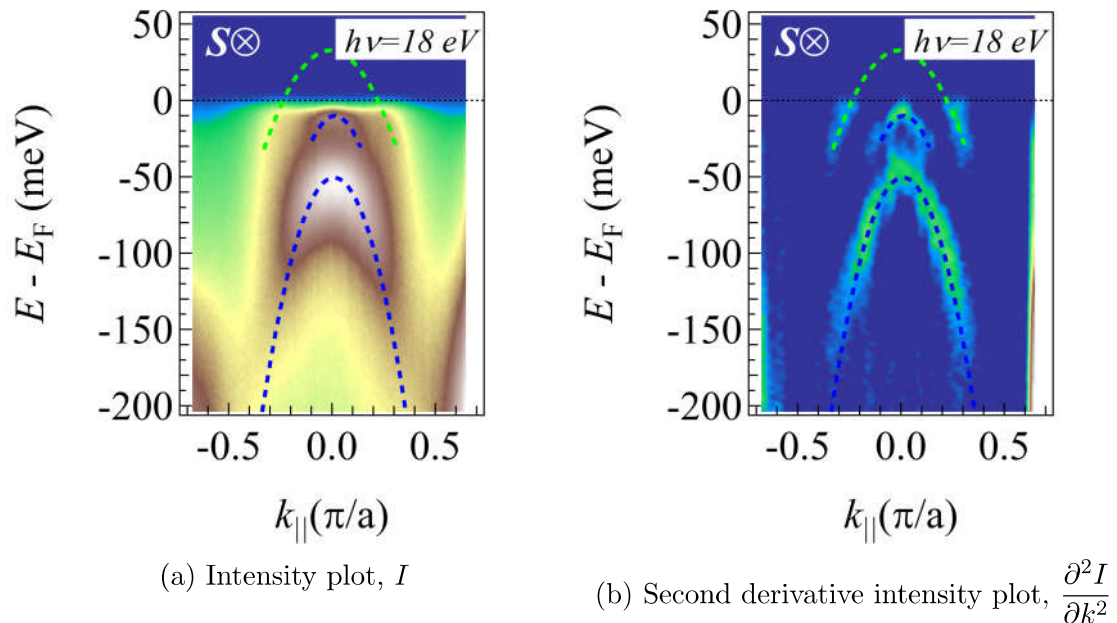 S⊗
hν=18 eV
50
0
-50
-100
-150
-200
E - E_F (meV)
-0.5
0.0
0.5
k_||(π/a)
(a) Intensity plot, I
S⊗
hν=18 eV
50
0
-50
-100
-150
-200
E - E_F (meV)
-0.5
0.0
0.5
k_||(π/a)
(b) Second derivative intensity plot, ∂²I/∂k²